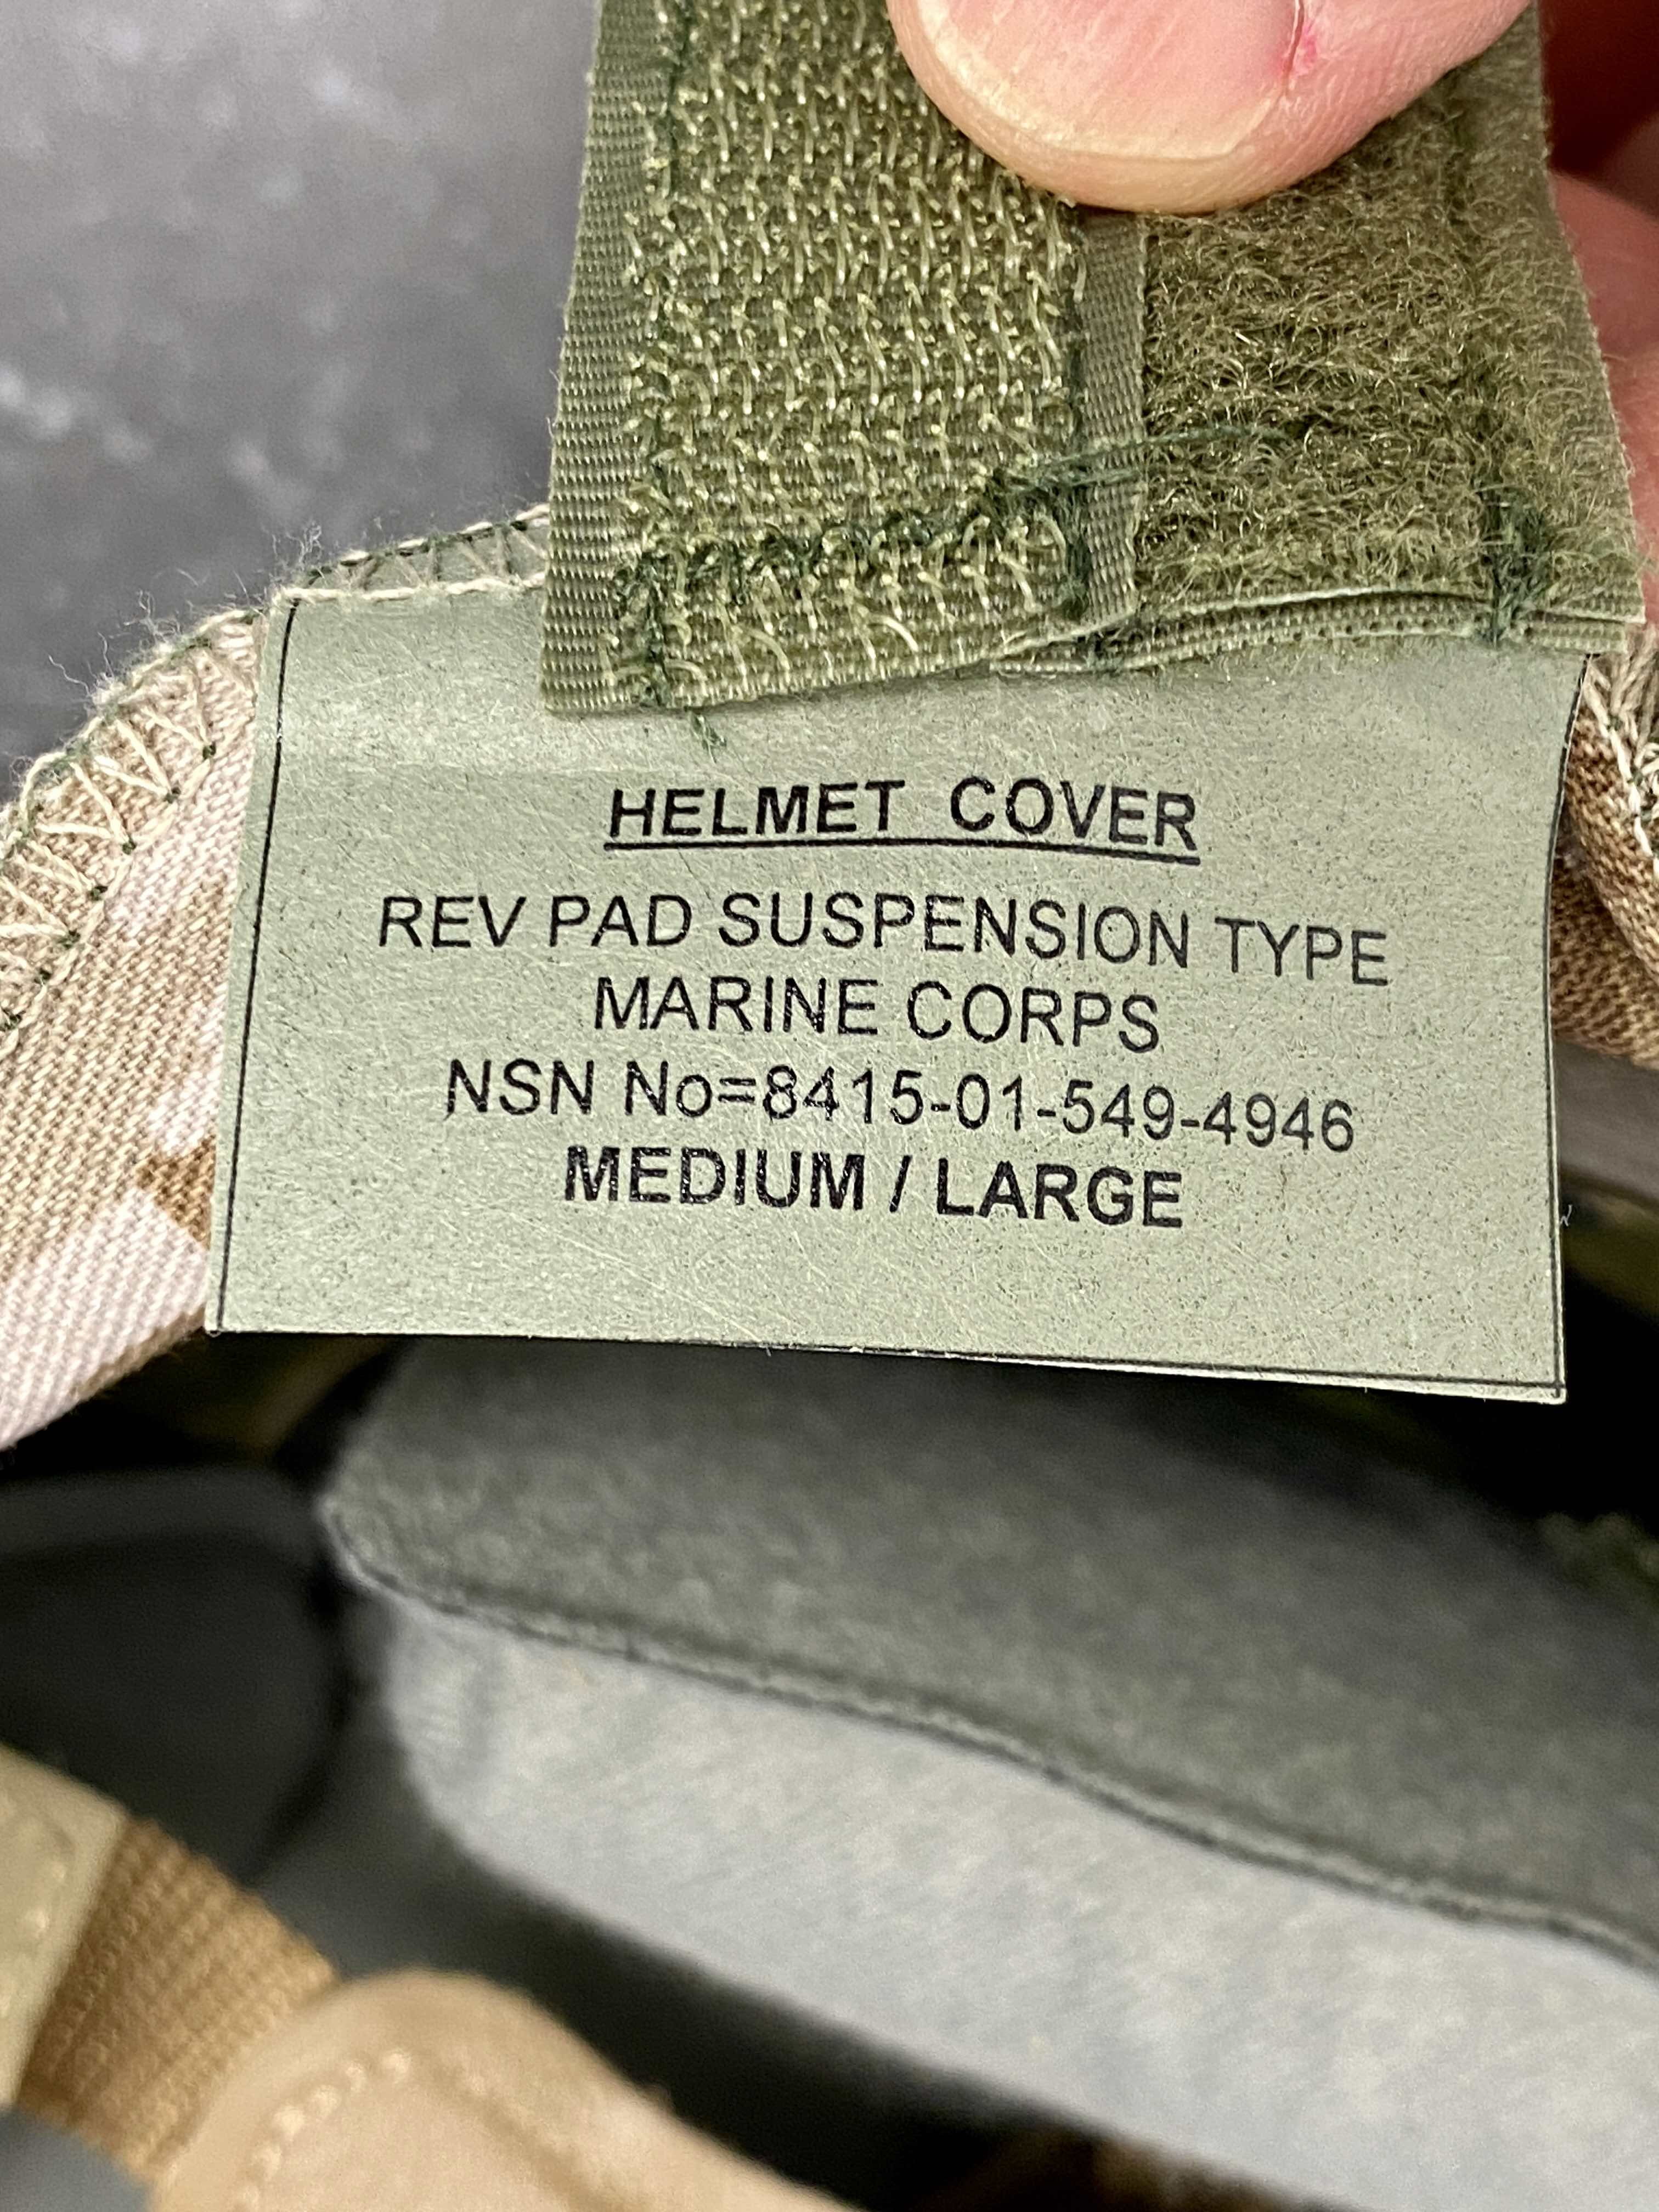 HELMET COVER
REV PAD SUSPENSION TYPE
MARINE CORPS
NSN No=8415-01-549-4946
MEDIUM / LARGE